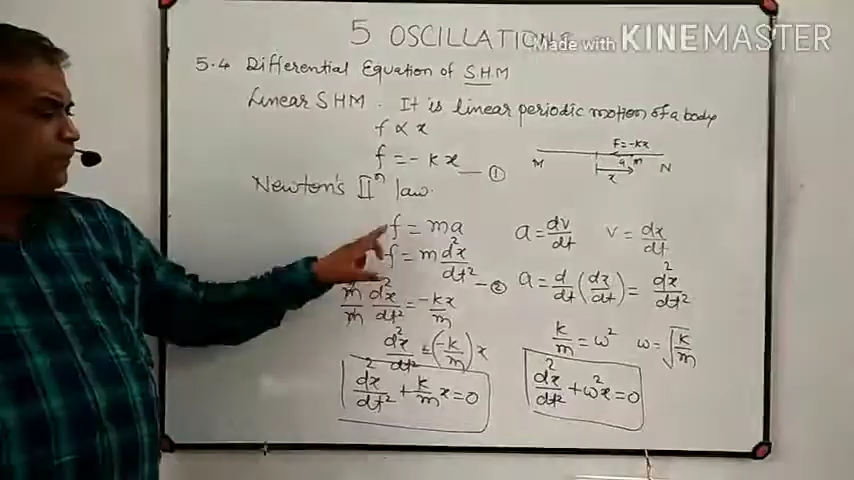 5 OSCILLATIONS
Made with KINEMASTER
5.4 Differential Equation of S.H.M
Linear SHM . It is linear periodic motion of a body
f ∝ x
f = - kx — ①
F=-kx
M a m N
x
Newton's IIⁿ law.
f = ma
a = dv/dt v = dx/dt
f = m d²x/dt² — ②
a = d/dt (dx/dt) = d²x/dt²
m/m d²x/dt² = -kx/m
k/m = ω² ω = √k/m
d²x/dt² = (-k/m) x
d²x/dt² + k/m x = 0
d²x/dt² + ω²x = 0